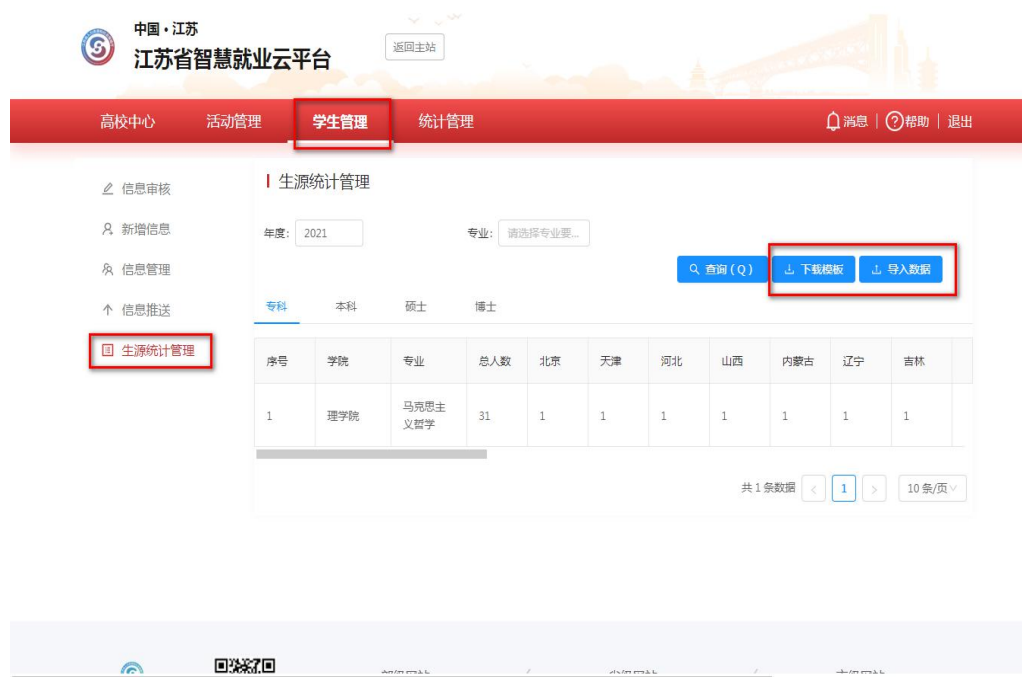 中国·江苏
江苏省智慧就业云平台
返回主站
高校中心 活动管理 学生管理 统计管理 消息 | ?帮助 | 退出
信息审核
新增信息
信息管理
信息推送
生源统计管理
生源统计管理
年度: 2021 专业: 请选择专业要...
查询 ( Q ) 下载模板 导入数据
专科 本科 硕士 博士
序号 学院 专业 总人数 北京 天津 河北 山西 内蒙古 辽宁 吉林
1 理学院 马克思主义哲学 31 1 1 1 1 1 1 1
共 1 条数据 < 1 > 10 条/页